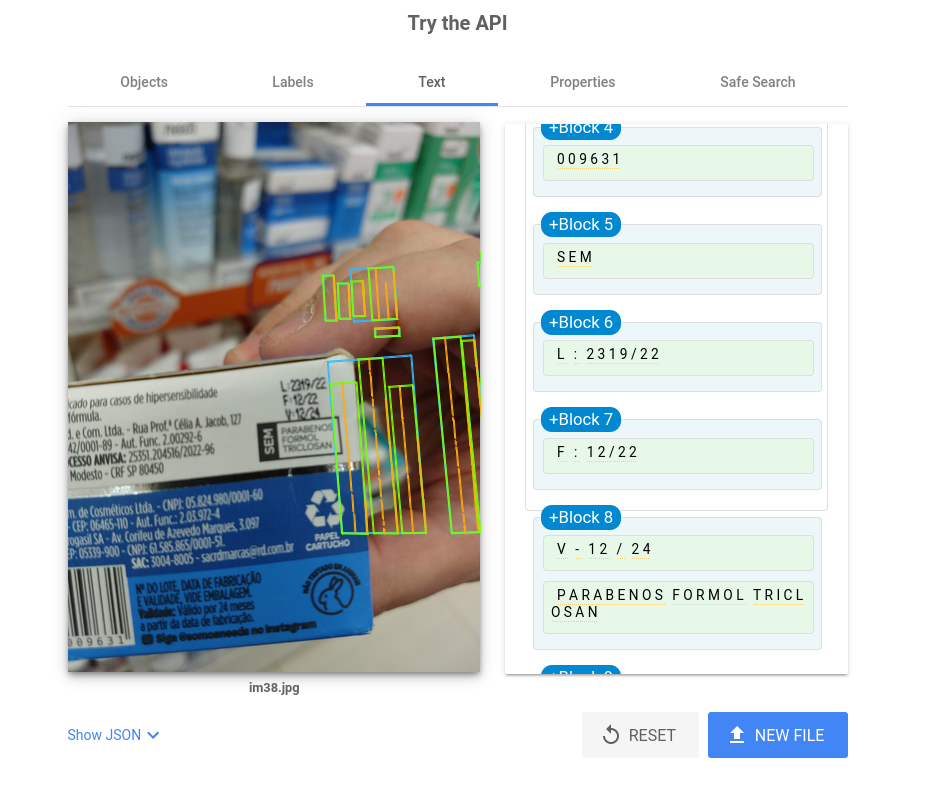 Try the API
Objects
Labels
Text
Properties
Safe Search
cado para casos de hipersensibilidade
fórmula.
. e Com. Ltda. - Rua Prof.ª Célia A. Jacob, 127
42/0001-89 - Aut. Func. 2.00292-6
CESSO ANVISA: 25351.204516/2022-96
Modesto - CRF SP 80450
L:2319/22
F:12/22
V:12/24
SEM
PARABENOS
FORMOL
TRICLOSAN
m. de Cosméticos Ltda. - CNPJ: 05.824.980/0001-60
- CEP: 06465-110 - Aut. Func.: 2.03.972-4
rogasil SA - Av. Corifeu de Azevedo Marques, 3.097
EP: 05339-900 - CNPJ: 61.585.865/0001-51.
SAC: 3004-8005 - sacrdmarcas@rd.com.br
PAPEL
CARTUCHO
Nº DO LOTE, DATA DE FABRICAÇÃO
E VALIDADE, VIDE EMBALAGEM.
Validade: Válido por 24 meses
a partir da data de fabricação.
Siga @somosneeds no Instagram
009631
+Block 4
009631
+Block 5
SEM
+Block 6
L : 2319/22
+Block 7
F : 12/22
+Block 8
V - 12 / 24
PARABENOS FORMOL TRICL
OSAN
im38.jpg
Show JSON
RESET
NEW FILE